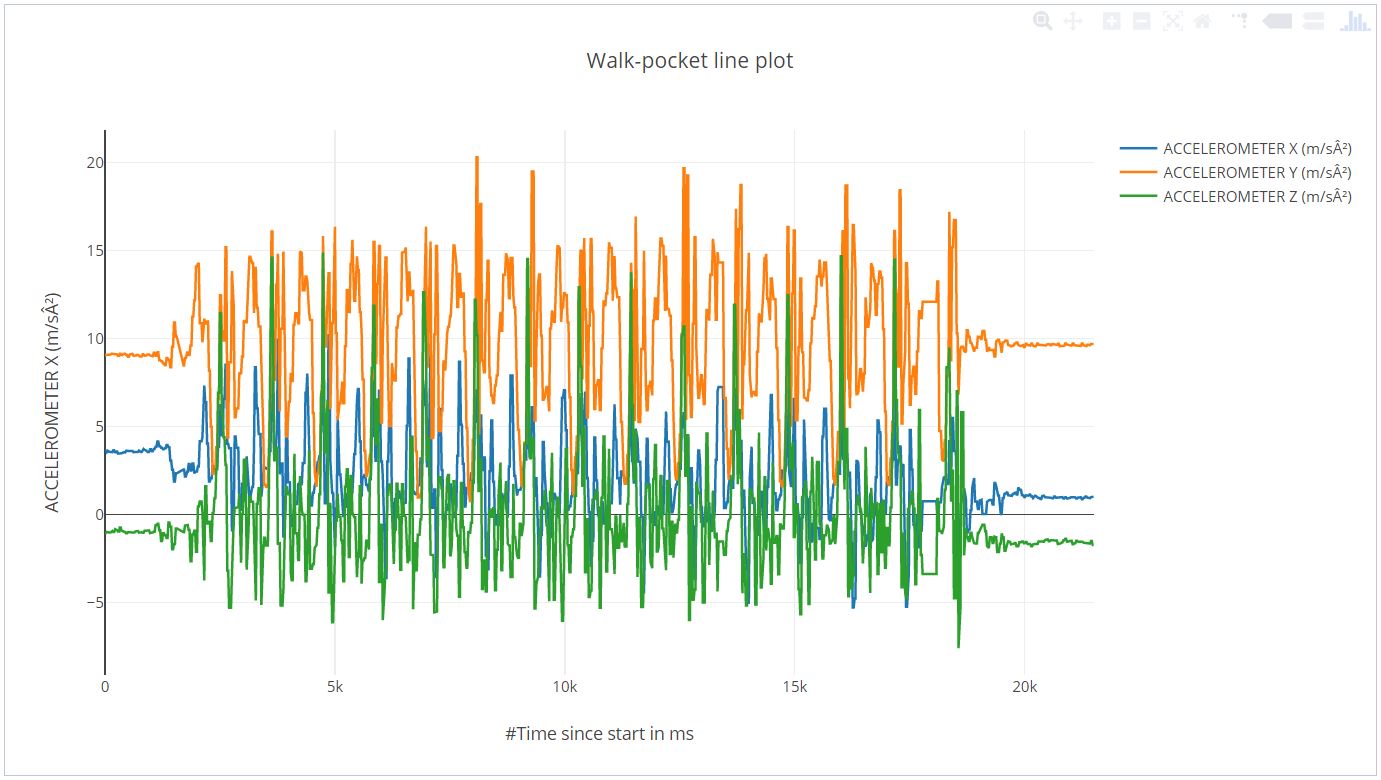 Walk-pocket line plot
ACCELEROMETER X (m/sÂ²)
ACCELEROMETER Y (m/sÂ²)
ACCELEROMETER Z (m/sÂ²)
ACCELEROMETER X (m/sÂ²)
20
15
10
5
0
−5
0
5k
10k
15k
20k
#Time since start in ms